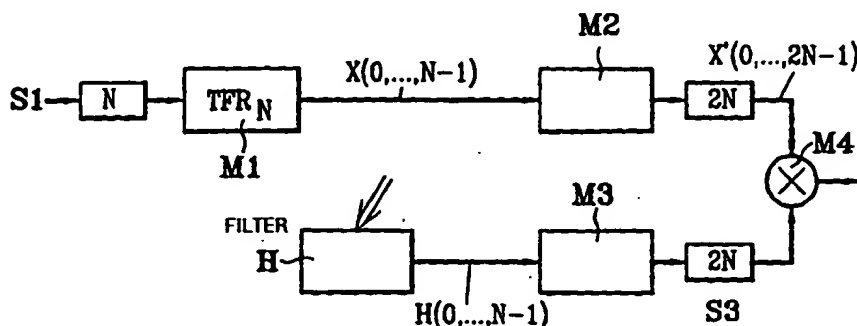 M2
X(0,...,N-1)
X'(0,...,2N-1)
S1
N
TFR N
2N
M4
M1
M3
FILTER
H
2N
H(0,...,N-1)
S3